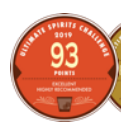 ULTIMATE SPIRITS CHALLENGE
2019
93
POINTS
EXCELLENT
HIGHLY RECOMMENDED